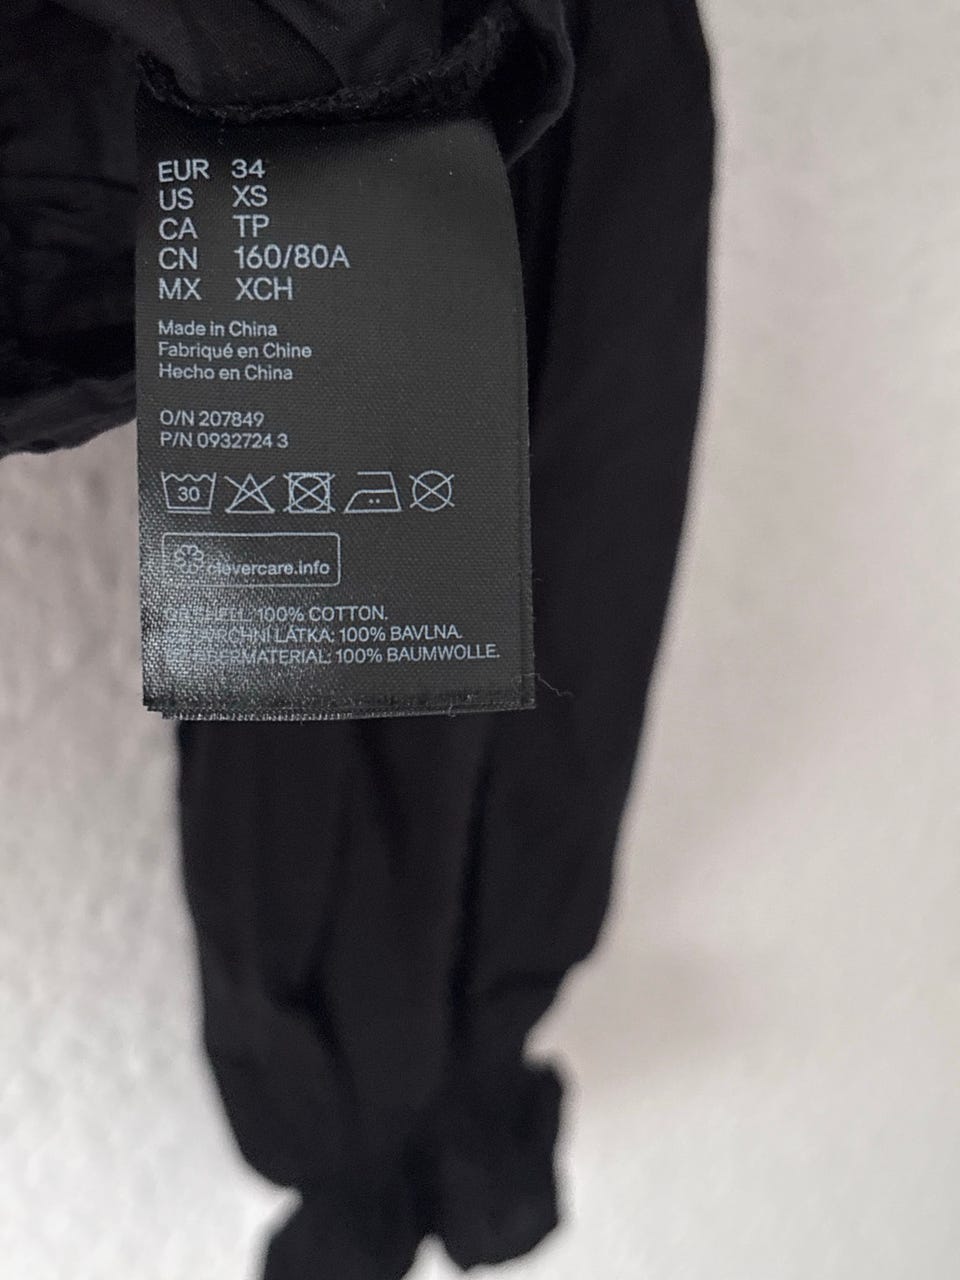 EUR 34
US XS
CA TP
CN 160/80A
MX XCH
Made in China
Fabriqué en Chine
Hecho en China
O/N 207849
P/N 0932724 3
30
clevercare.info
SHELL: 100% COTTON.
LÁTKA: 100% BAVLNA.
100% BAUMWOLLE.